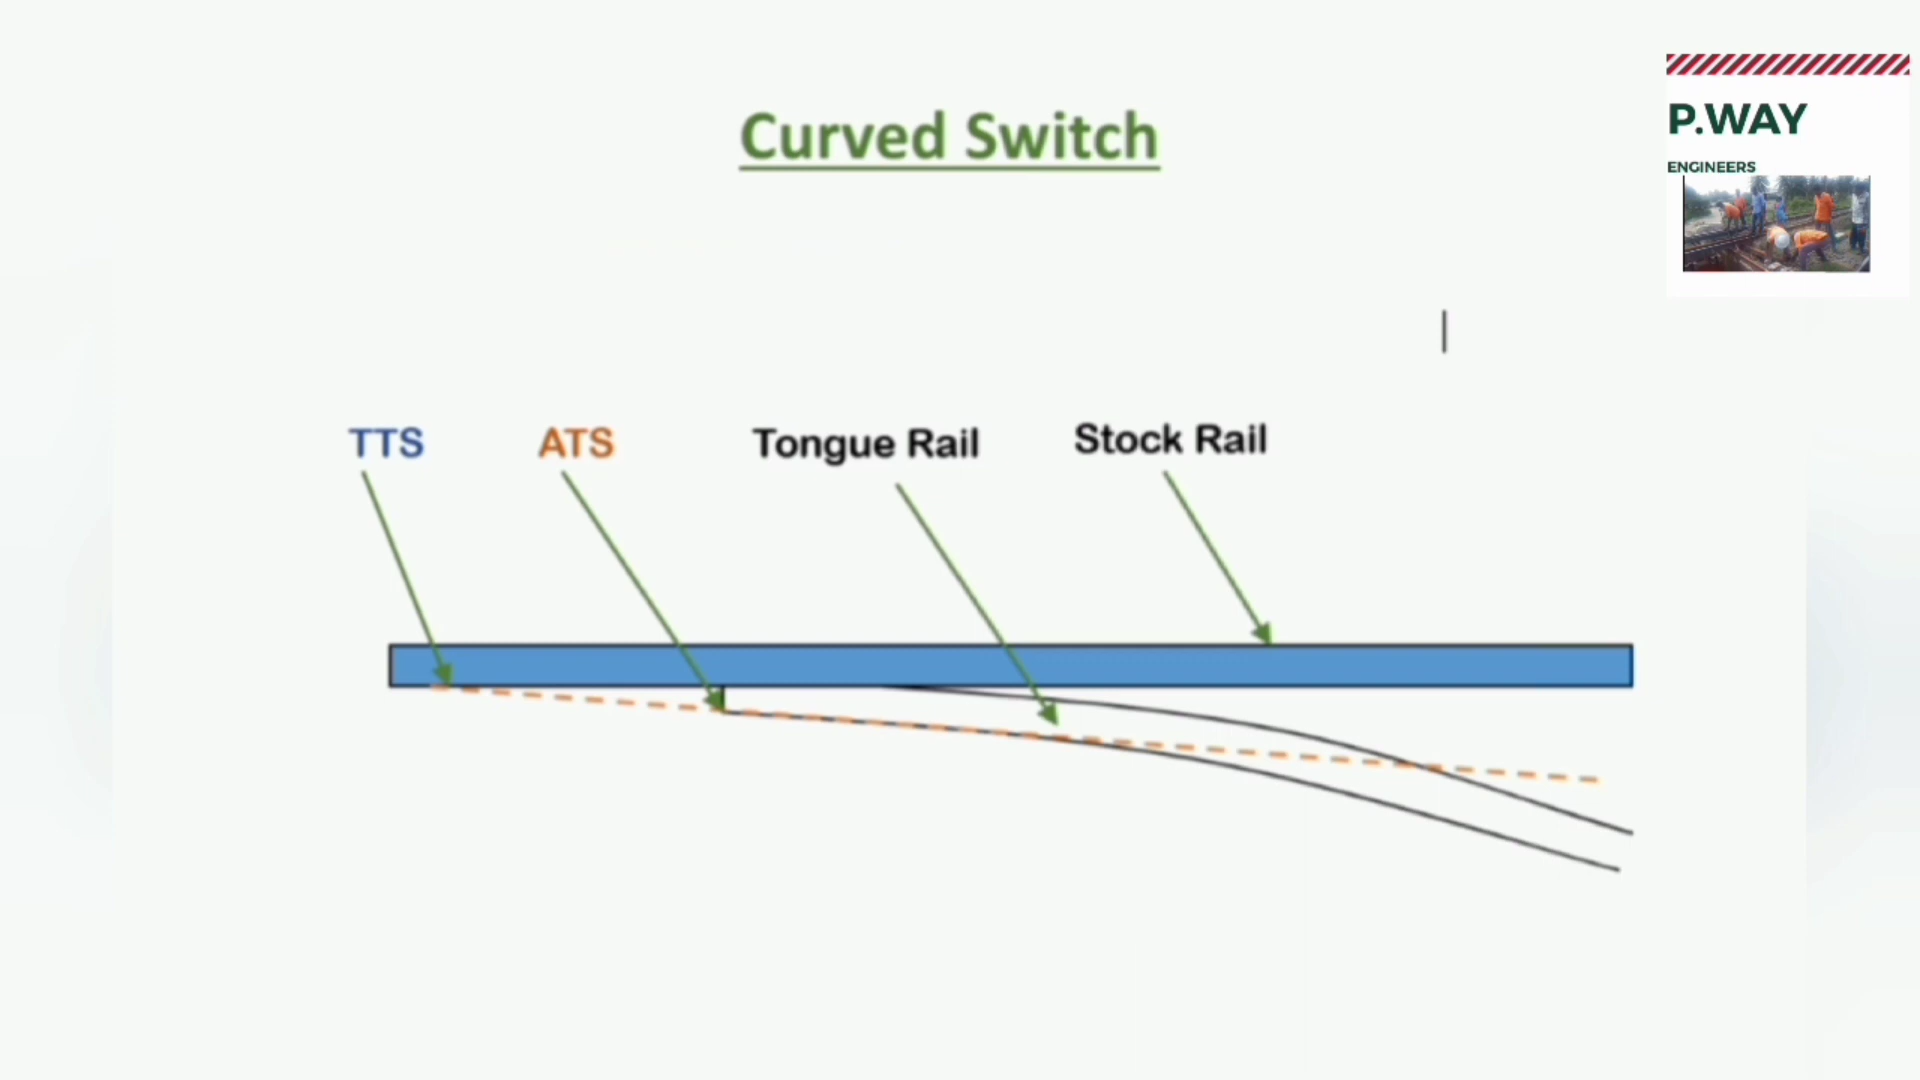 Curved Switch
P.WAY
ENGINEERS
TTS
ATS
Tongue Rail
Stock Rail